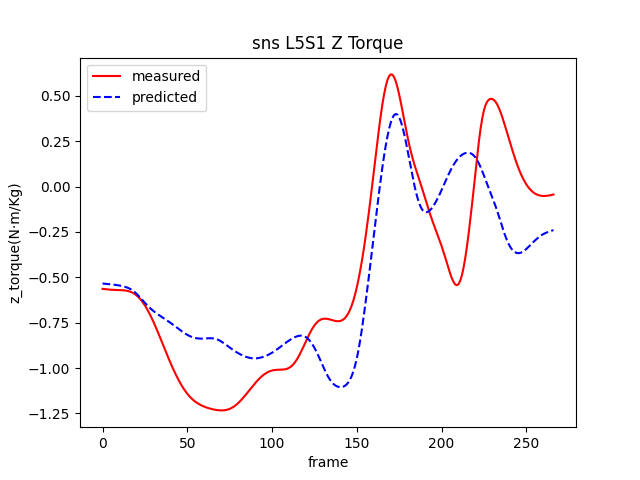 sns L5S1 Z Torque
measured
predicted
0.50
0.25
0.00
−0.25
−0.50
−0.75
−1.00
−1.25
z_torque(N·m/Kg)
0 50 100 150 200 250
frame